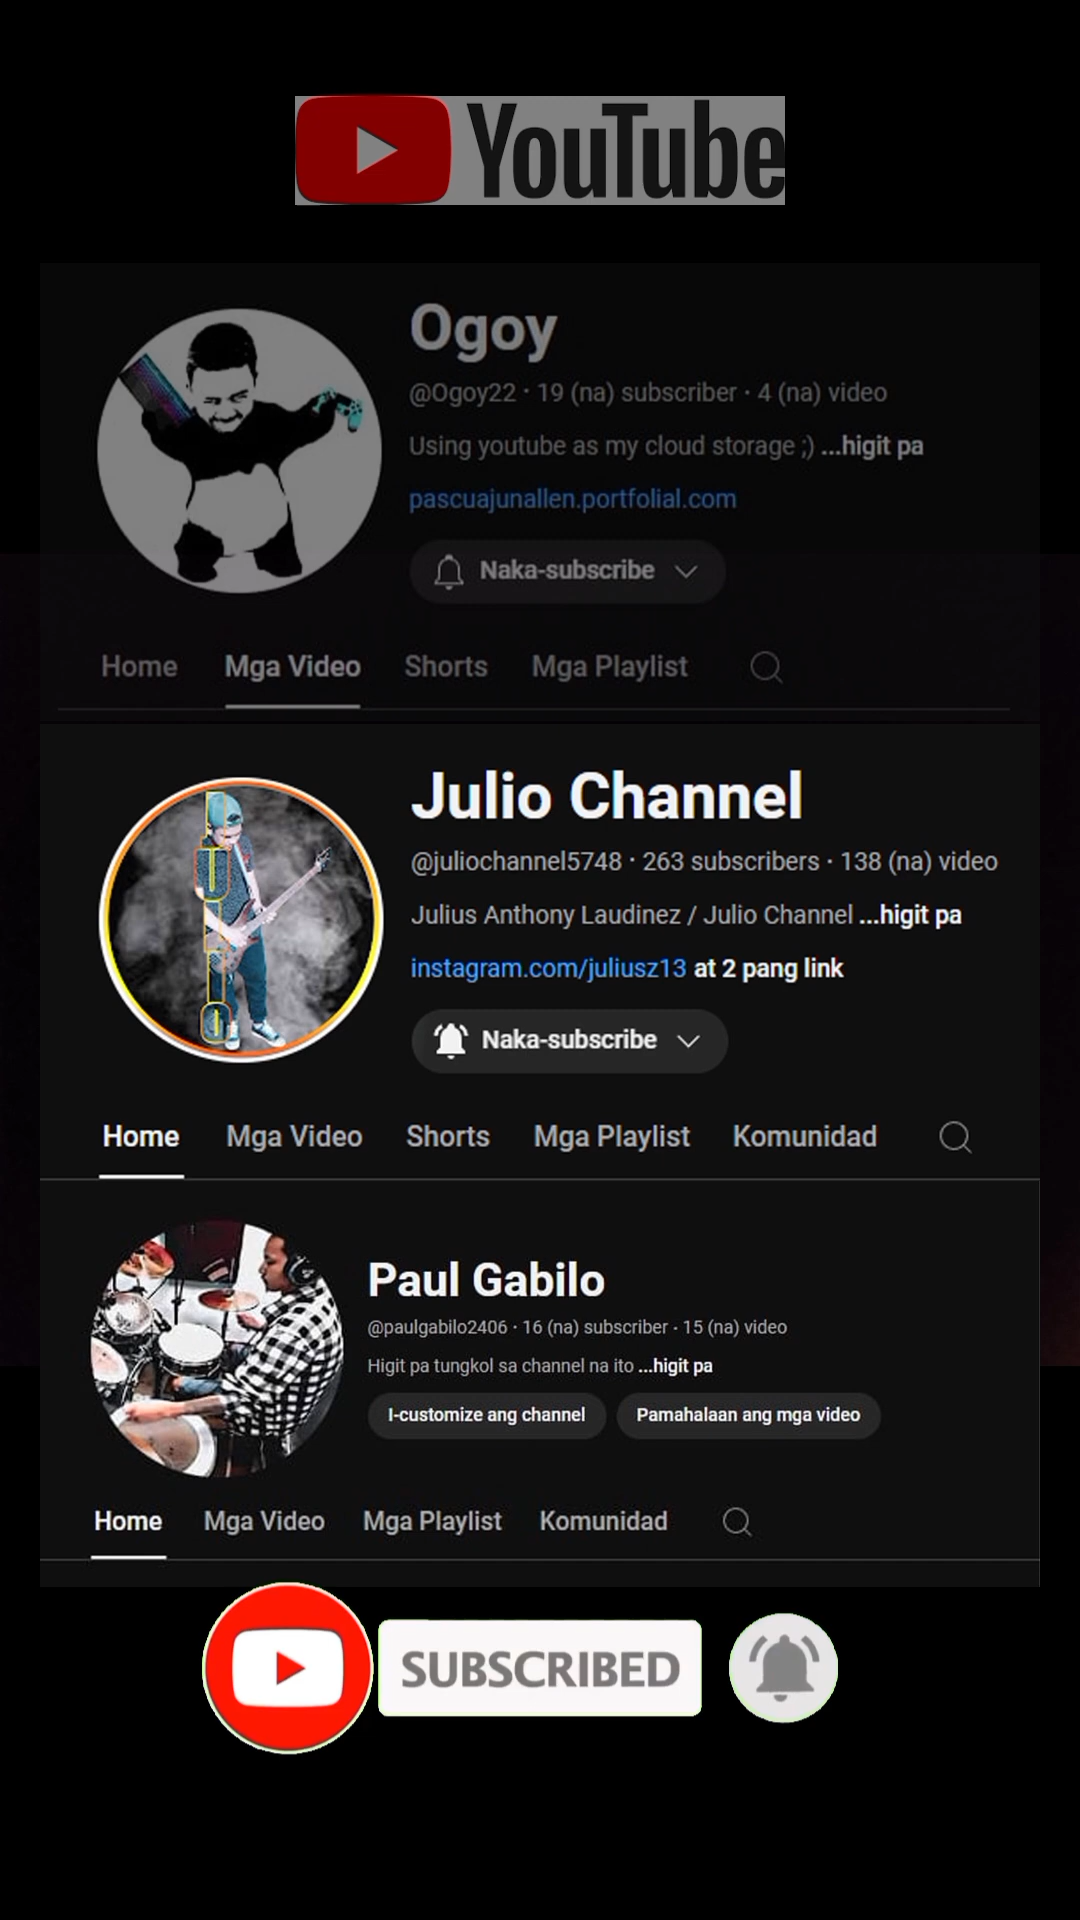 YouTube
Ogoy
@Ogoy22 · 19 (na) subscriber · 4 (na) video
Using youtube as my cloud storage ;) ...higit pa
pascuajunallen.portfolial.com
Naka-subscribe
Home Mga Video Shorts Mga Playlist
Julio Channel
@juliochannel5748 · 263 subscribers · 138 (na) video
Julius Anthony Laudinez / Julio Channel ...higit pa
instagram.com/juliusz13 at 2 pang link
Naka-subscribe
Home Mga Video Shorts Mga Playlist Komunidad
Paul Gabilo
@paulgabilo2406 · 16 (na) subscriber · 15 (na) video
Higit pa tungkol sa channel na ito ...higit pa
I-customize ang channel Pamahalaan ang mga video
Home Mga Video Mga Playlist Komunidad
SUBSCRIBED